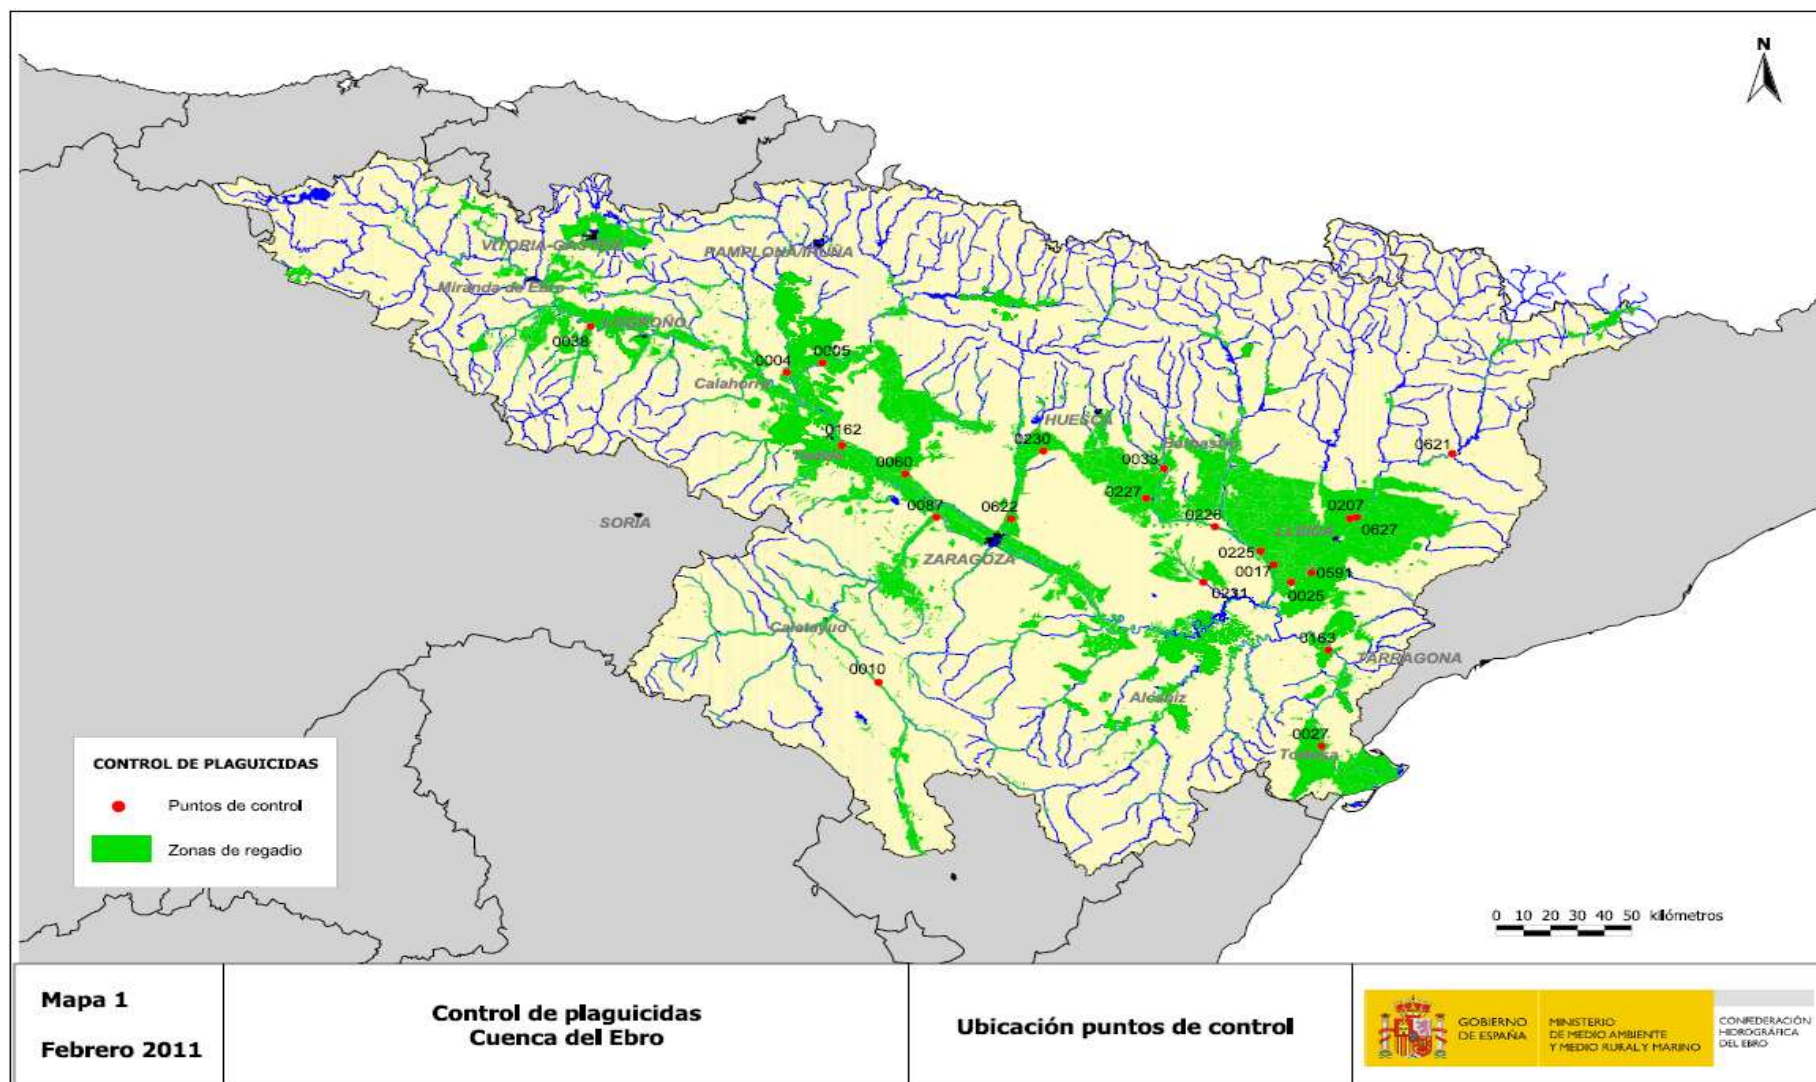 N
VITORIA-GASTEIZ
PAMPLONA/IRUÑA
Miranda de Ebro
LOGROÑO
0038
0004
0005
Calahorra
0162
Tudela
0060
0230
HUESCA
Barbastro
0033
0621
0227
0087
0622
0226
0207
0627
SORIA
ZARAGOZA
LLEIDA
0225
0017
0591
0231
0025
Calatayud
0163
TARRAGONA
0010
Alcañiz
0027
Tortosa
CONTROL DE PLAGUICIDAS
Puntos de control
Zonas de regadio
0 10 20 30 40 50 kilómetros
Mapa 1
Febrero 2011
Control de plaguicidas
Cuenca del Ebro
Ubicación puntos de control
GOBIERNO
DE ESPAÑA
MINISTERIO
DE MEDIO AMBIENTE
Y MEDIO RURAL Y MARINO
CONFEDERACIÓN
HIDROGRÁFICA
DEL EBRO